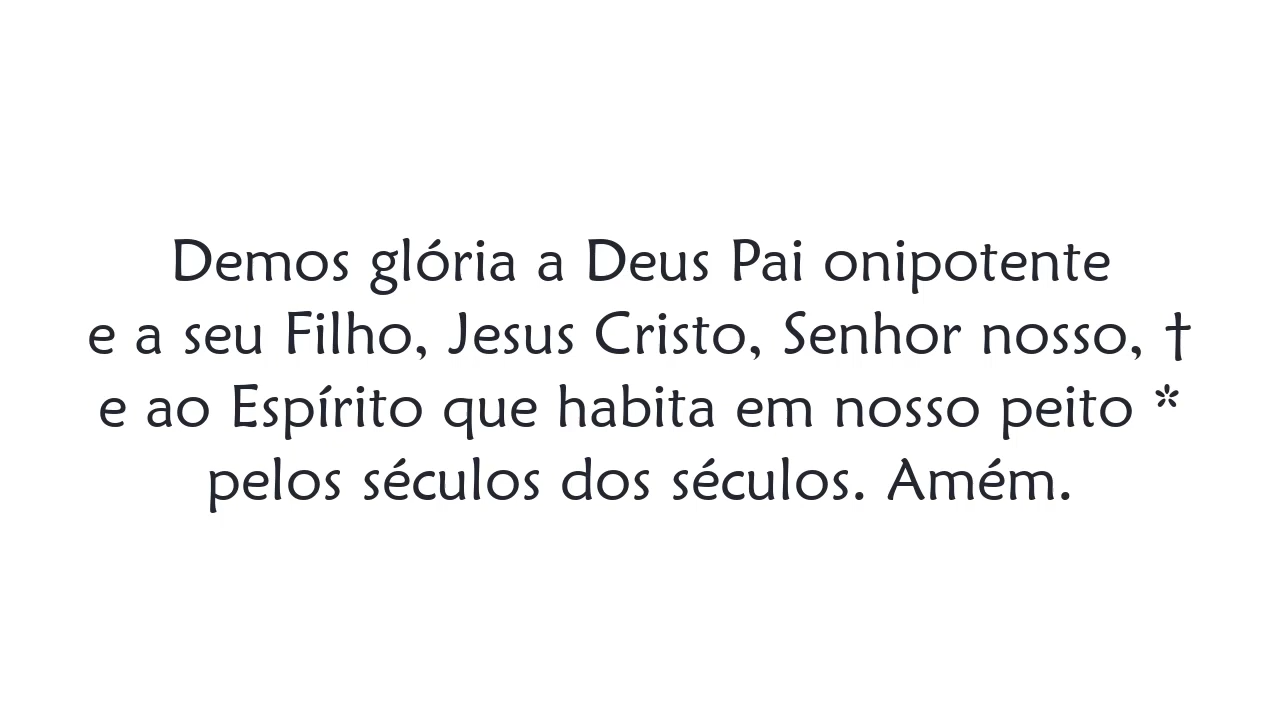 Demos glória a Deus Pai onipotente
e a seu Filho, Jesus Cristo, Senhor nosso, †
e ao Espírito que habita em nosso peito *
pelos séculos dos séculos. Amém.